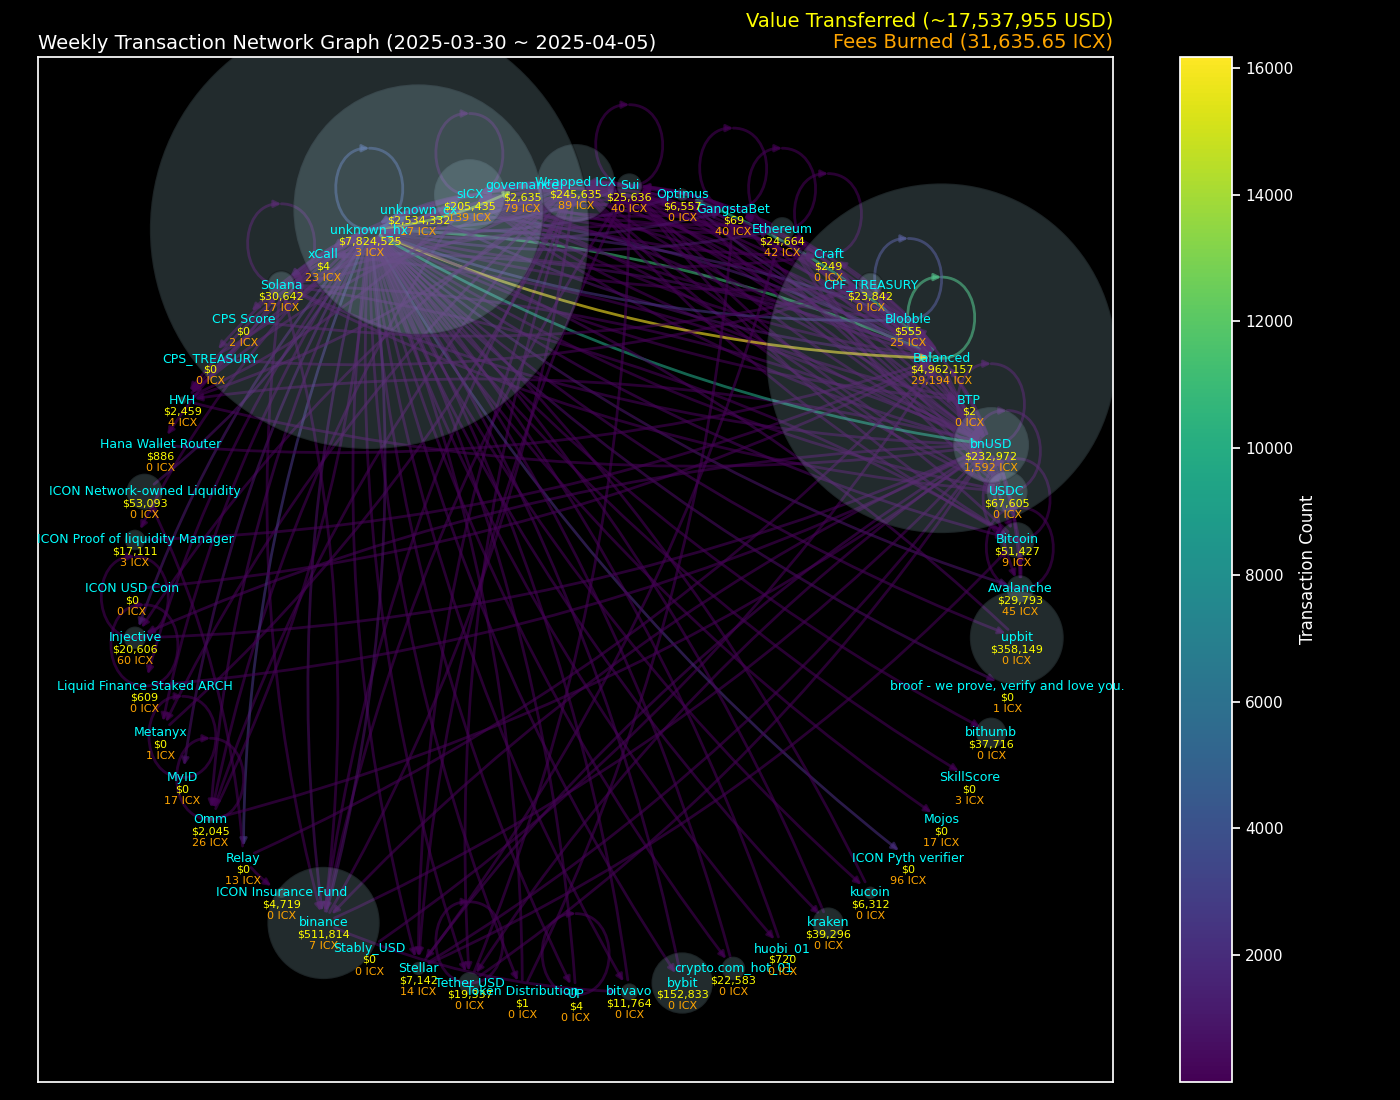 Value Transferred (~17,537,955 USD)
Weekly Transaction Network Graph (2025-03-30 ~ 2025-04-05)
Fees Burned (31,635.65 ICX)
governance
$2,635
79 ICX
Wrapped ICX
$245,635
89 ICX
Sui
$25,636
40 ICX
sICX
$205,435
139 ICX
Optimus
$6,557
0 ICX
unknown_cx
$2,534,332
7 ICX
GangstaBet
$69
40 ICX
unknown_hx
$7,824,525
3 ICX
Ethereum
$24,664
42 ICX
xCall
$4
23 ICX
Craft
$249
0 ICX
Solana
$30,642
17 ICX
CPF_TREASURY
$23,842
0 ICX
CPS Score
$0
2 ICX
Blobble
$555
25 ICX
CPS_TREASURY
$0
0 ICX
Balanced
$4,962,157
29,194 ICX
HVH
$2,459
4 ICX
BTP
$2
0 ICX
Hana Wallet Router
$886
0 ICX
bnUSD
$232,972
1,592 ICX
ICON Network-owned Liquidity
$53,093
0 ICX
USDC
$67,605
0 ICX
ICON Proof of liquidity Manager
$17,111
3 ICX
Bitcoin
$51,427
9 ICX
ICON USD Coin
$0
0 ICX
Avalanche
$29,793
45 ICX
Injective
$20,606
60 ICX
upbit
$358,149
0 ICX
Liquid Finance Staked ARCH
$609
0 ICX
broof - we prove, verify and love you.
$0
1 ICX
Metanyx
$0
1 ICX
bithumb
$37,716
0 ICX
MyID
$0
17 ICX
SkillScore
$0
3 ICX
Omm
$2,045
26 ICX
Mojos
$0
17 ICX
Relay
$0
13 ICX
ICON Pyth verifier
$0
96 ICX
ICON Insurance Fund
$4,719
0 ICX
kucoin
$6,312
0 ICX
binance
$511,814
7 ICX
kraken
$39,296
0 ICX
Stably_USD
$0
0 ICX
huobi_01
$720
0 ICX
Stellar
$7,142
14 ICX
crypto.com_hot_01
$22,583
0 ICX
Tether_USD
$19,937
0 ICX
bybit
$152,833
0 ICX
Token Distribution
$1
0 ICX
UP
$4
0 ICX
bitvavo
$11,764
0 ICX
16000
14000
12000
10000
8000
6000
4000
2000
Transaction Count